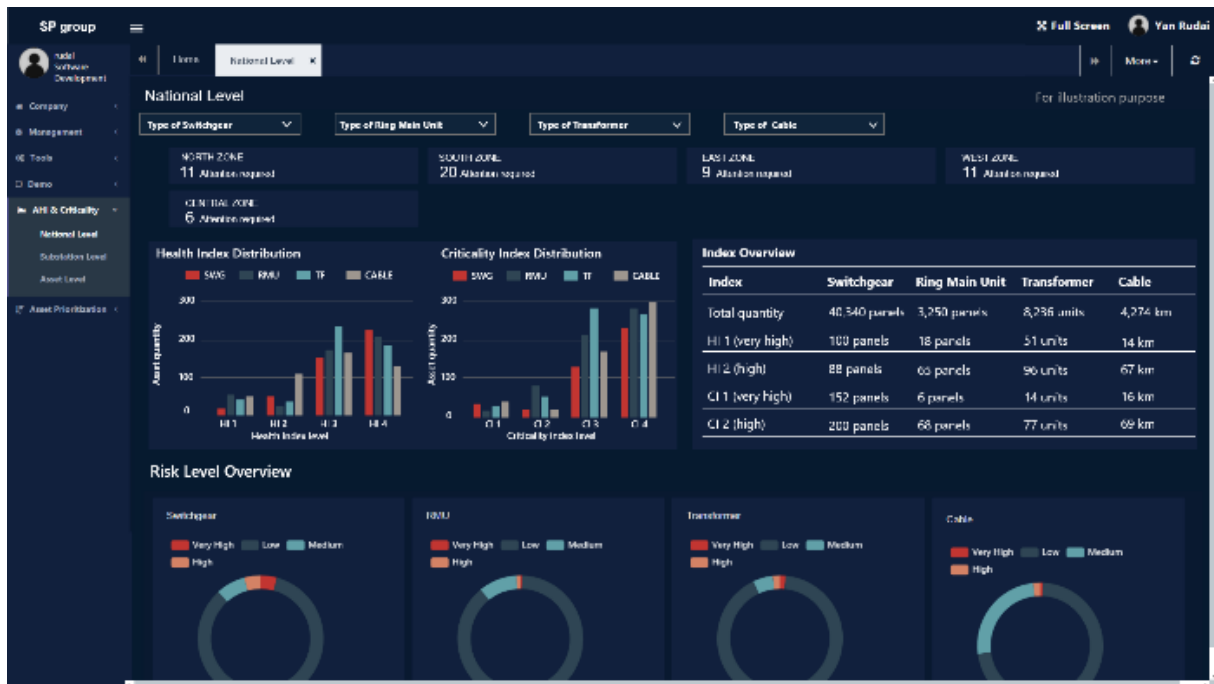 SP group
Full Screen
Yan Rudai
rudai
Software
Development
Home
National Level
More
Company
Management
Tools
Demo
AHI & Criticality
National Level
Substation Level
Asset Level
Asset Prioritization
National Level
For illustration purpose
Type of Switchgear
Type of Ring Main Unit
Type of Transformer
Type of Cable
NORTH ZONE
11 Attention required
SOUTH ZONE
20 Attention required
EAST ZONE
9 Attention required
WEST ZONE
11 Attention required
CENTRAL ZONE
6 Attention required
Health Index Distribution
SWG RMU TF CABLE
Asset quantity
300
200
100
0
HI 1 HI 2 HI 3 HI 4
Health Index level
Criticality Index Distribution
SWG RMU TF CABLE
Asset quantity
300
200
100
0
CI 1 CI 2 CI 3 CI 4
Criticality index level
Index Overview
Index Switchgear Ring Main Unit Transformer Cable
Total quantity 40,340 panels 3,250 panels 8,236 units 4,274 km
HI 1 (very high) 100 panels 18 panels 51 units 14 km
HI 2 (high) 88 panels 65 panels 96 units 67 km
CI 1 (very high) 152 panels 6 panels 14 units 16 km
CI 2 (high) 200 panels 68 panels 77 units 69 km
Risk Level Overview
Switchgear
Very High Low Medium
High
RMU
Very High Low Medium
High
Transformer
Very High Low Medium
High
Cable
Very High Low Medium
High